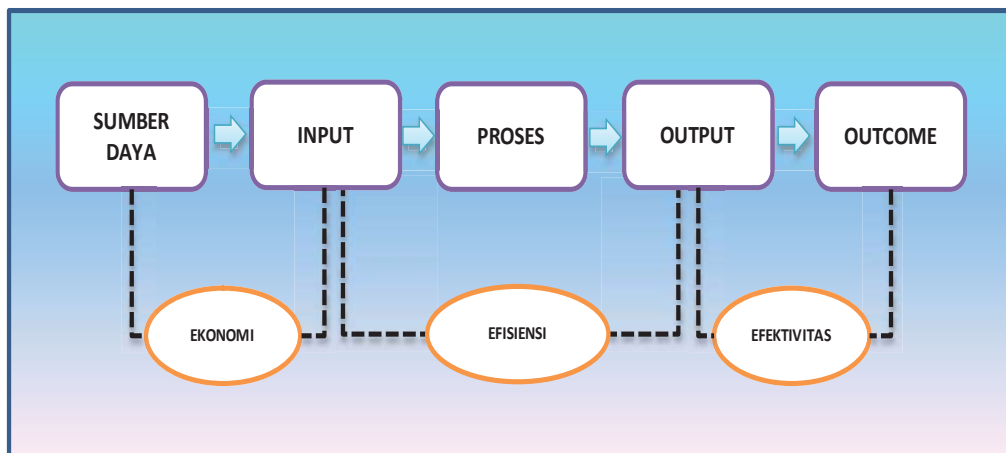 SUMBER
DAYA
INPUT
PROSES
OUTPUT
OUTCOME
EKONOMI
EFISIENSI
EFEKTIVITAS